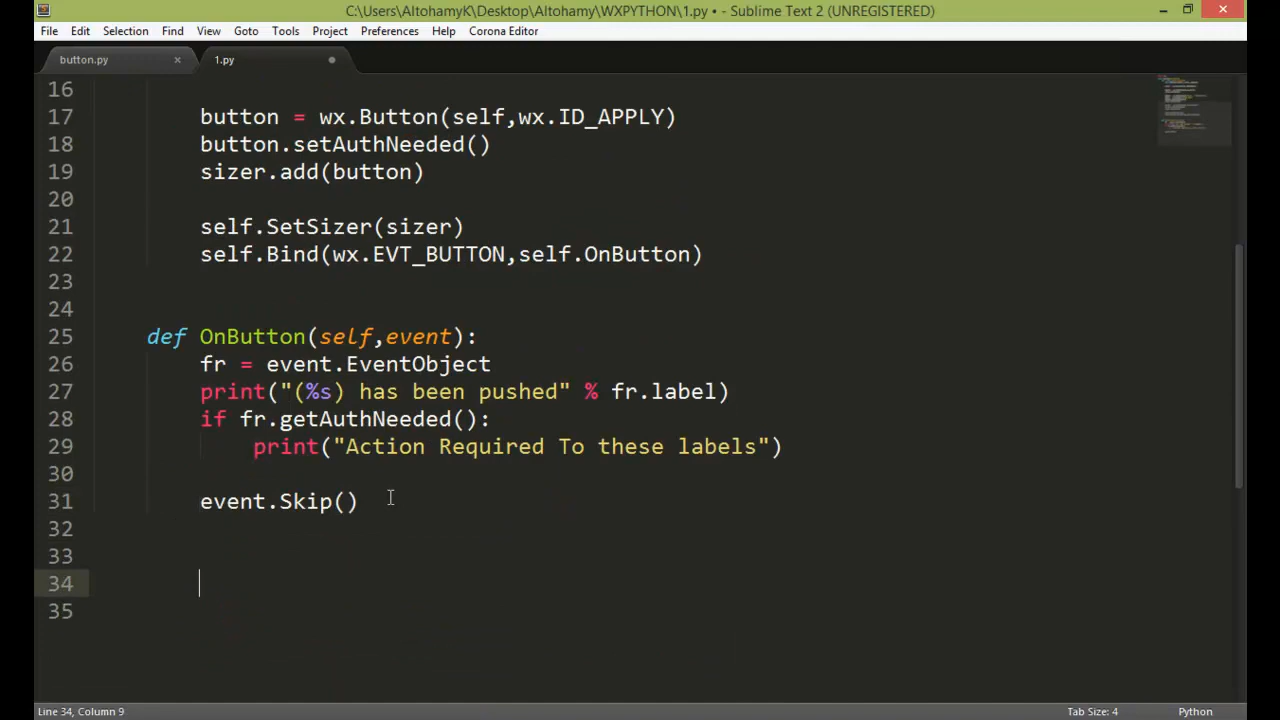 C:\Users\AltohamyK\Desktop\Altohamy\WXPYTHON\1.py • - Sublime Text 2 (UNREGISTERED)
File Edit Selection Find View Goto Tools Project Preferences Help Corona Editor
button.py 1.py
16
17 button = wx.Button(self,wx.ID_APPLY)
18 button.setAuthNeeded()
19 sizer.add(button)
20
21 self.SetSizer(sizer)
22 self.Bind(wx.EVT_BUTTON,self.OnButton)
23
24
25 def OnButton(self,event):
26 fr = event.EventObject
27 print("(%s) has been pushed" % fr.label)
28 if fr.getAuthNeeded():
29 print("Action Required To these labels")
30
31 event.Skip()
32
33
34
35
Line 34, Column 9 Tab Size: 4 Python